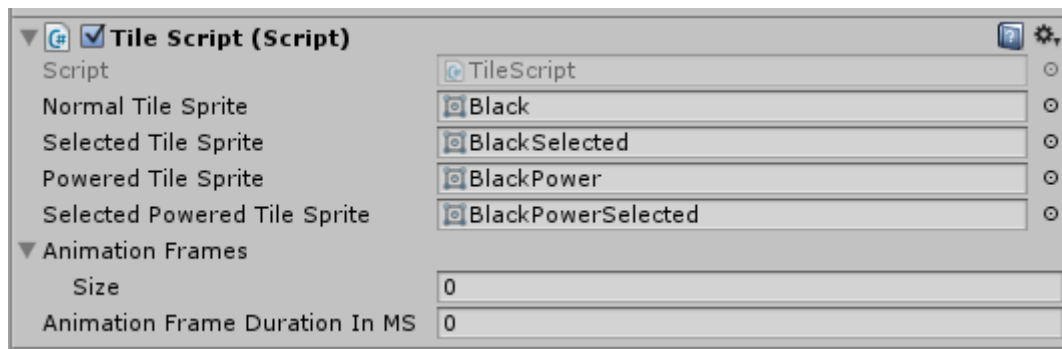 Tile Script (Script)
Script TileScript
Normal Tile Sprite Black
Selected Tile Sprite BlackSelected
Powered Tile Sprite BlackPower
Selected Powered Tile Sprite BlackPowerSelected
Animation Frames
Size 0
Animation Frame Duration In MS 0